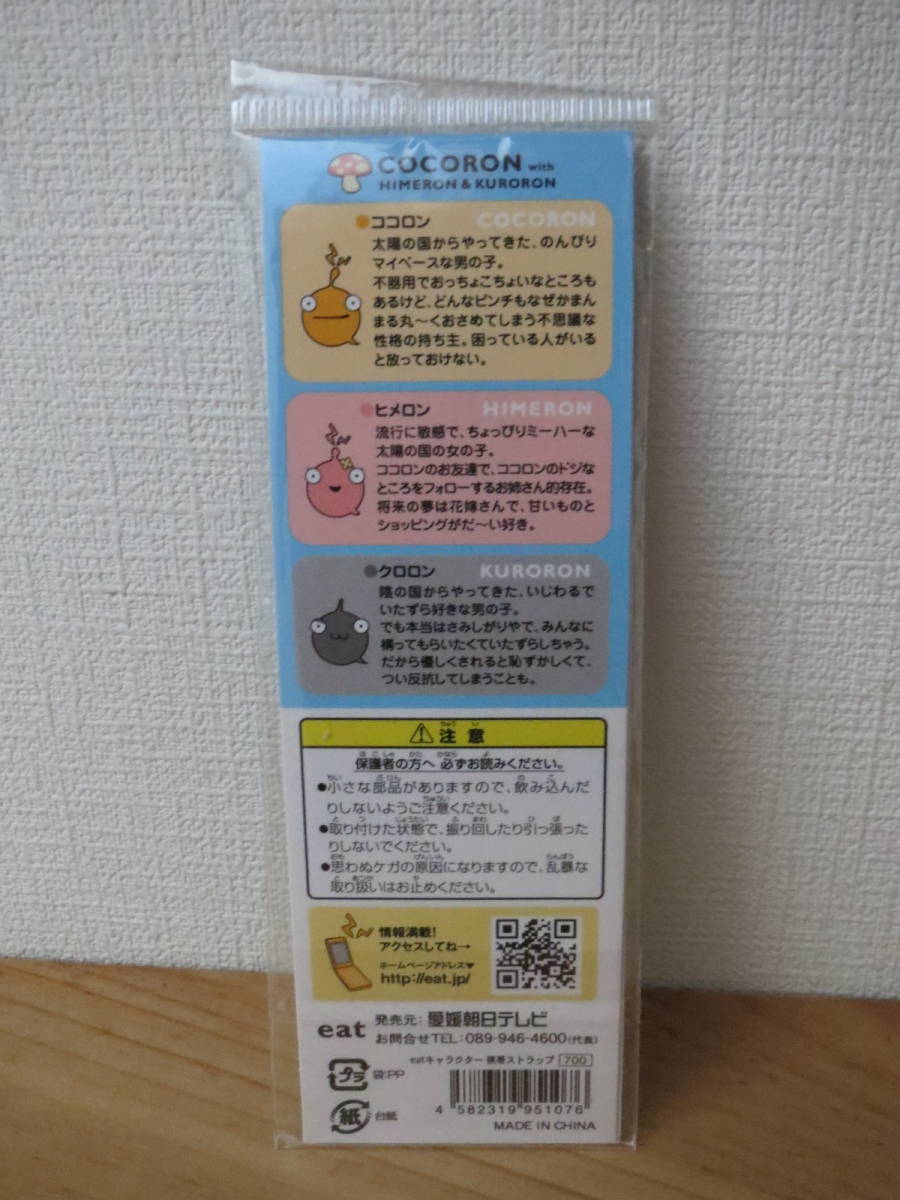 COCORON with
HIMERON & KURORON
ココロン COCORON
太陽の国からやってきた、のんびり
マイペースな男の子。
不器用でおっちょこちょいなところも
あるけど、どんなピンチもなぜかまん
まる丸〜くおさめてしまう不思議な
性格の持ち主。困っている人がいる
と放っておけない。
ヒメロン HIMERON
流行に敏感で、ちょっぴりミーハーな
太陽の国の女の子。
ココロンのお友達で、ココロンのドジな
ところをフォローするお姉さん的存在。
将来の夢は花嫁さんで、甘いものと
ショッピングがだ〜い好き。
クロロン KURORON
陰の国からやってきた、いじわるで
いたずら好きな男の子。
でも本当はさみしがりやで、みんなに
構ってもらいたくていたずらしちゃう。
だから優しくされると恥ずかしくて、
つい反抗してしまうことも。
注意
保護者の方へ 必ずお読みください。
●小さな部品がありますので、飲み込んだ
りしないようご注意ください。
●取り付けた状態で、振り回したり引っ張った
りしないでください。
●思わぬケガの原因になりますので、乱暴な
取り扱いはお止めください。
情報満載!
アクセスしてね→
ホームページアドレス▼
http://eat.jp/
eat 発売元：愛媛朝日テレビ
お問合せTEL：089-946-4600(代表)
eatキャラクター 携帯ストラップ 700
プラ 袋:PP
紙 台紙
4 582319 951076
MADE IN CHINA